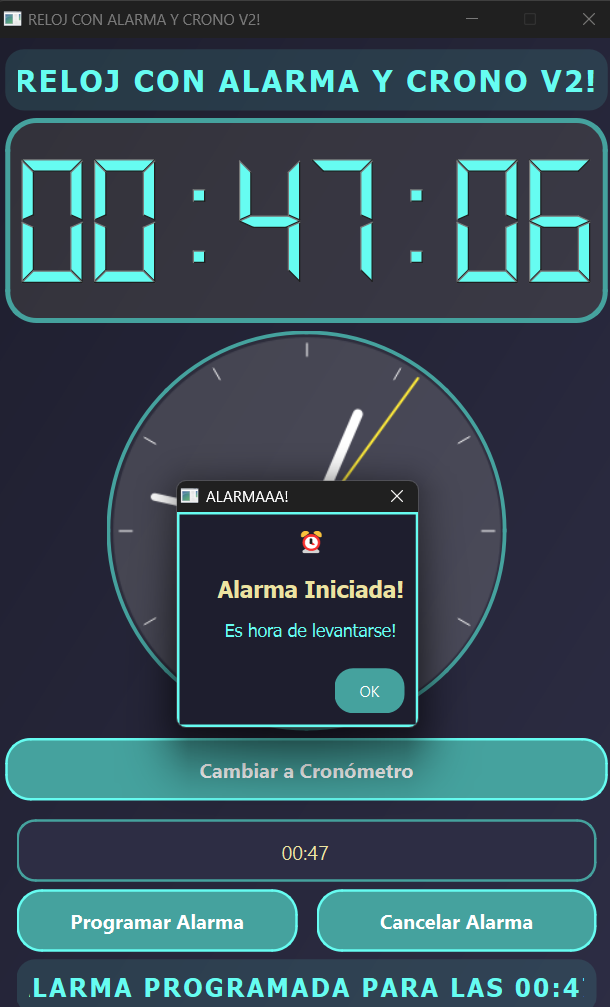 RELOJ CON ALARMA Y CRONO V2!
RELOJ CON ALARMA Y CRONO V2!
00:47:06
ALARMAAA!
Alarma Iniciada!
Es hora de levantarse!
OK
Cambiar a Cronómetro
00:47
Programar Alarma
Cancelar Alarma
LARMA PROGRAMADA PARA LAS 00:4